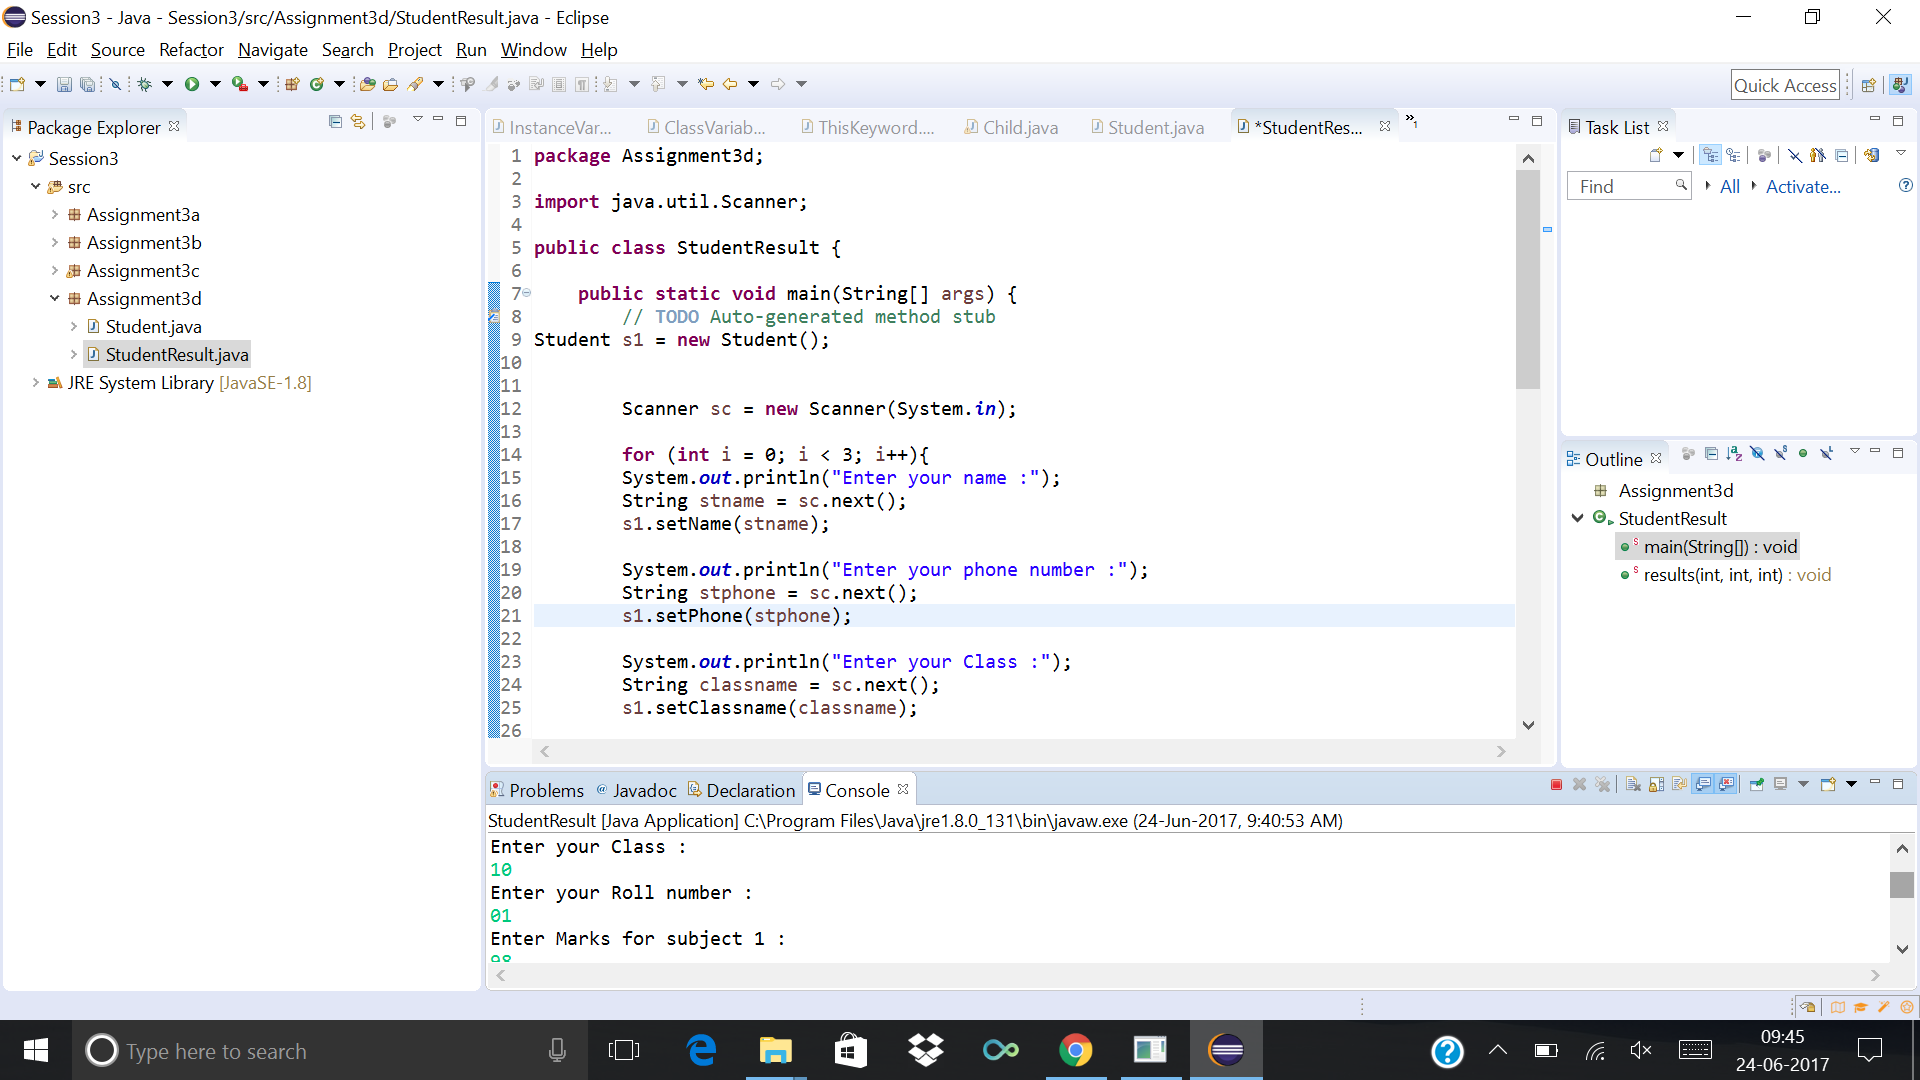 Session3 - Java - Session3/src/Assignment3d/StudentResult.java - Eclipse
File Edit Source Refactor Navigate Search Project Run Window Help
Quick Access
Package Explorer
Session3
src
Assignment3a
Assignment3b
Assignment3c
Assignment3d
Student.java
StudentResult.java
JRE System Library [JavaSE-1.8]
InstanceVar... ClassVariab... ThisKeyword.... Child.java Student.java *StudentRes... »1
1 package Assignment3d;
2
3 import java.util.Scanner;
4
5 public class StudentResult {
6
7 public static void main(String[] args) {
8 // TODO Auto-generated method stub
9 Student s1 = new Student();
10
11
12 Scanner sc = new Scanner(System.in);
13
14 for (int i = 0; i < 3; i++){
15 System.out.println("Enter your name :");
16 String stname = sc.next();
17 s1.setName(stname);
18
19 System.out.println("Enter your phone number :");
20 String stphone = sc.next();
21 s1.setPhone(stphone);
22
23 System.out.println("Enter your Class :");
24 String classname = sc.next();
25 s1.setClassname(classname);
26
Task List
Find All Activate...
Outline
Assignment3d
StudentResult
main(String[]) : void
results(int, int, int) : void
Problems @ Javadoc Declaration Console
StudentResult [Java Application] C:\Program Files\Java\jre1.8.0_131\bin\javaw.exe (24-Jun-2017, 9:40:53 AM)
Enter your Class :
10
Enter your Roll number :
01
Enter Marks for subject 1 :
98
Type here to search
09:45
24-06-2017